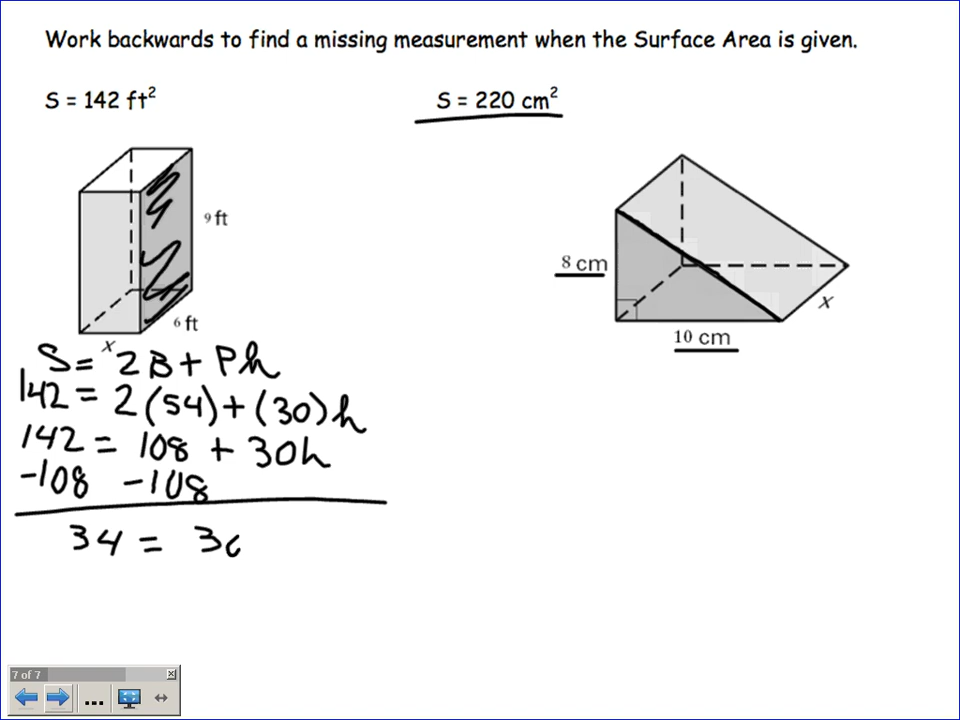 Work backwards to find a missing measurement when the Surface Area is given.
S = 142 ft²
S = 220 cm²
9 ft
6 ft
x
8 cm
10 cm
x
S = 2B + Ph
142 = 2(54) + (30)h
142 = 108 + 30h
-108 -108
34 = 30
7 of 7
...